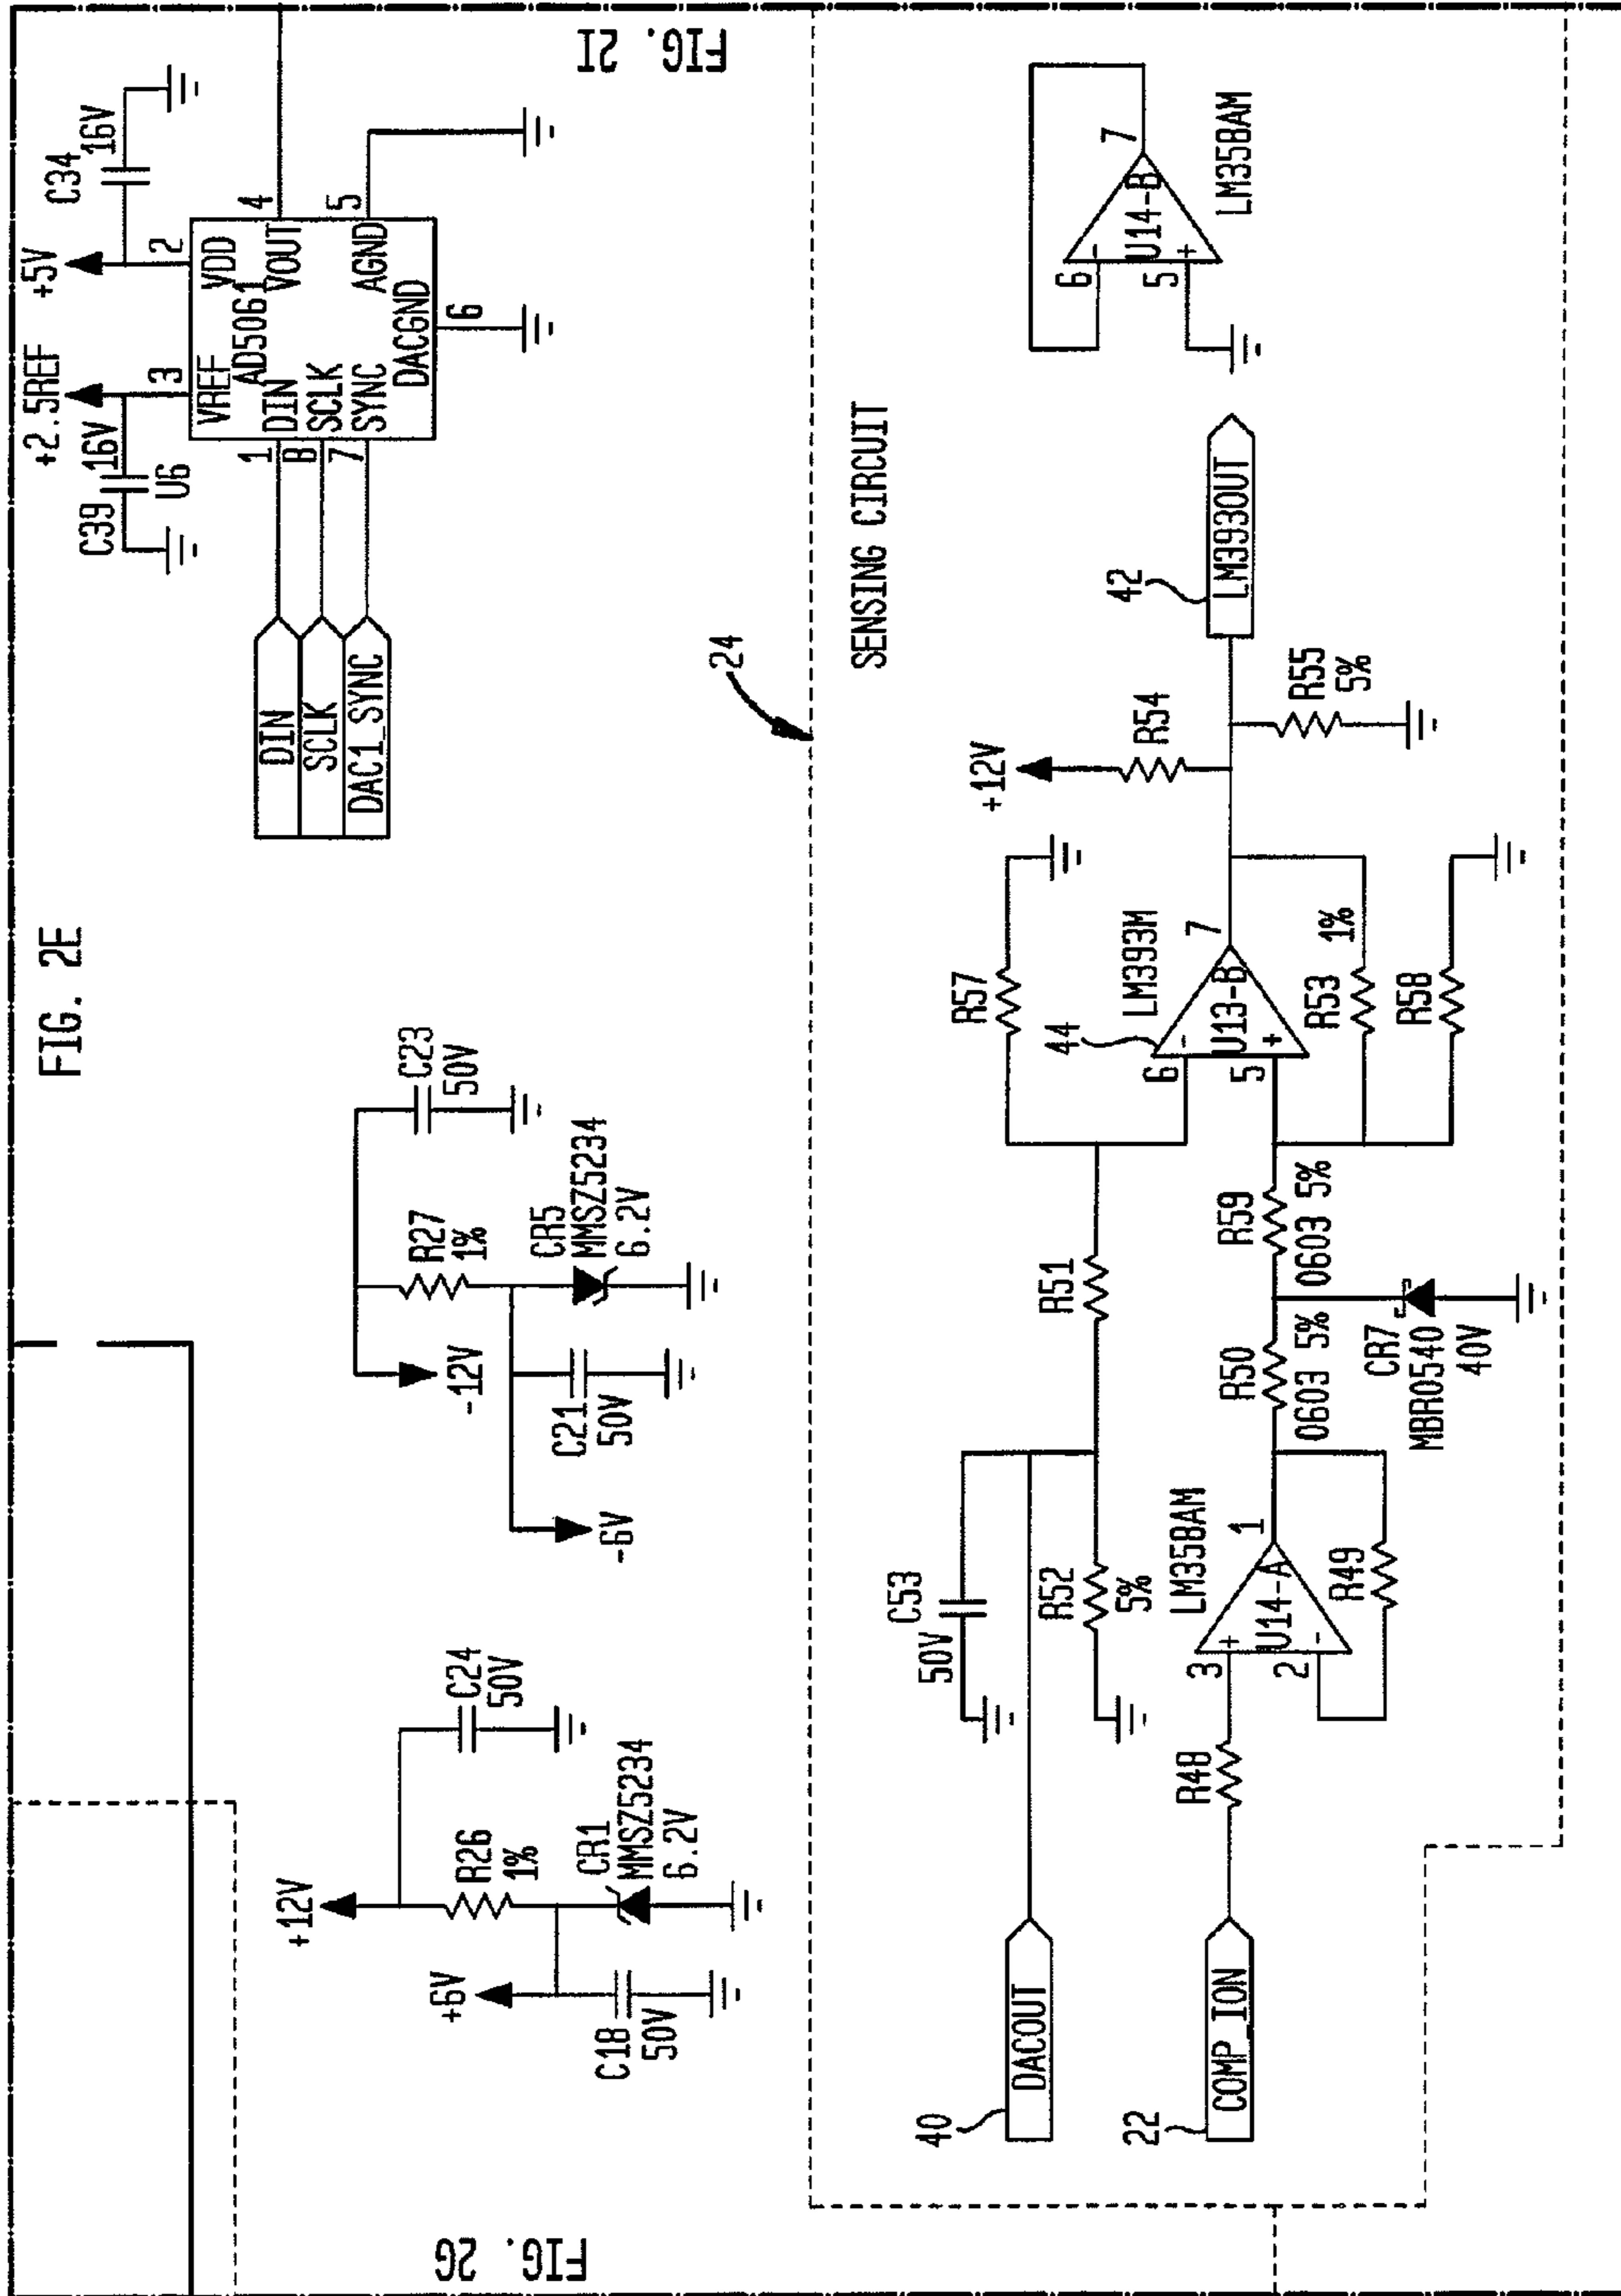 FIG. 2E
FIG. 2G
FIG. 2I
+12V
C24
50V
R26
1%
+6V
CR1
MMSZ5234
6.2V
C18
50V
C23
50V
R27
1%
-12V
CR5
MMSZ5234
6.2V
C21
50V
-6V
+2.5REF
+5V
C39
16V
U6
C34
16V
3
2
VREF
VDD
AD5061
DIN
1
DIN
VOUT
4
SCLK
8
SCLK
DAC1_SYNC
7
SYNC
AGND
5
DACGND
6
24
SENSING CIRCUIT
40
DACOUT
C53
50V
R52
5%
R51
R57
22
COMP_ION
R48
3
+
2
-
U14-A
1
LM358AM
R49
R50
0603 5%
R59
0603 5%
CR7
MBR0540
40V
44
LM393M
6
-
5
+
U13-B
7
R53
1%
R58
+12V
R54
R55
5%
42
LM393OUT
6
-
5
+
U14-B
7
LM358AM